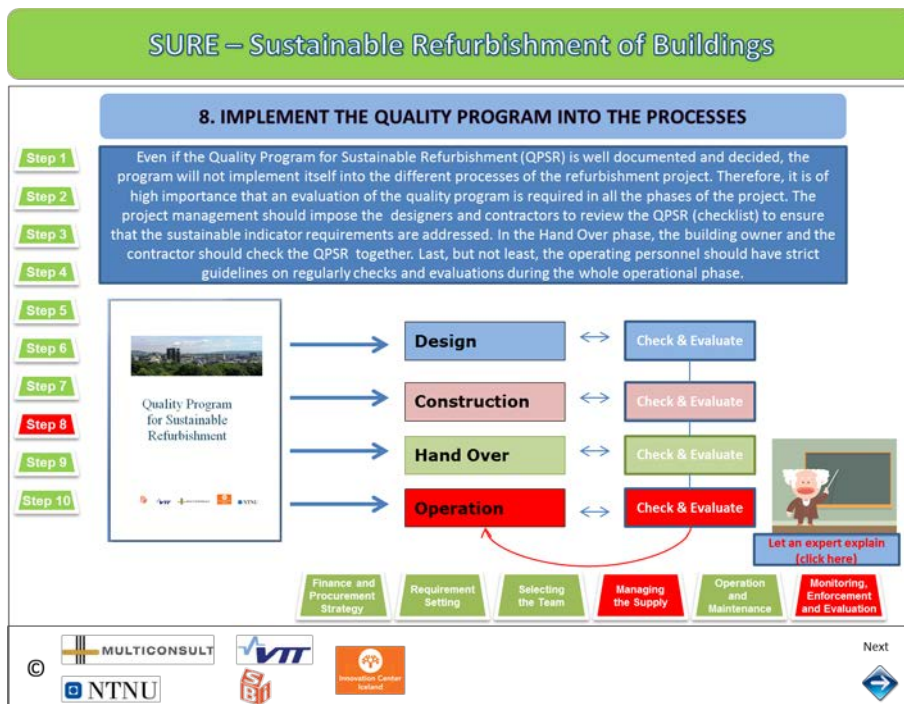 SURE – Sustainable Refurbishment of Buildings
8. IMPLEMENT THE QUALITY PROGRAM INTO THE PROCESSES
Even if the Quality Program for Sustainable Refurbishment (QPSR) is well documented and decided, the
program will not implement itself into the different processes of the refurbishment project. Therefore, it is of
high importance that an evaluation of the quality program is required in all the phases of the project. The
project management should impose the designers and contractors to review the QPSR (checklist) to ensure
that the sustainable indicator requirements are addressed. In the Hand Over phase, the building owner and the
contractor should check the QPSR together. Last, but not least, the operating personnel should have strict
guidelines on regularly checks and evaluations during the whole operational phase.
Step 1
Step 2
Step 3
Step 4
Step 5
Step 6
Step 7
Step 8
Step 9
Step 10
Quality Program
for Sustainable
Refurbishment
VTT
MULTICONSULT
NTNU
Design
Check & Evaluate
Construction
Check & Evaluate
Hand Over
Check & Evaluate
Operation
Check & Evaluate
Let an expert explain
(click here)
Finance and
Procurement
Strategy
Requirement
Setting
Selecting
the Team
Managing
the Supply
Operation
and
Maintenance
Monitoring,
Enforcement
and Evaluation
©
MULTICONSULT
VTT
NTNU
SBi
Innovation Center
Iceland
Next